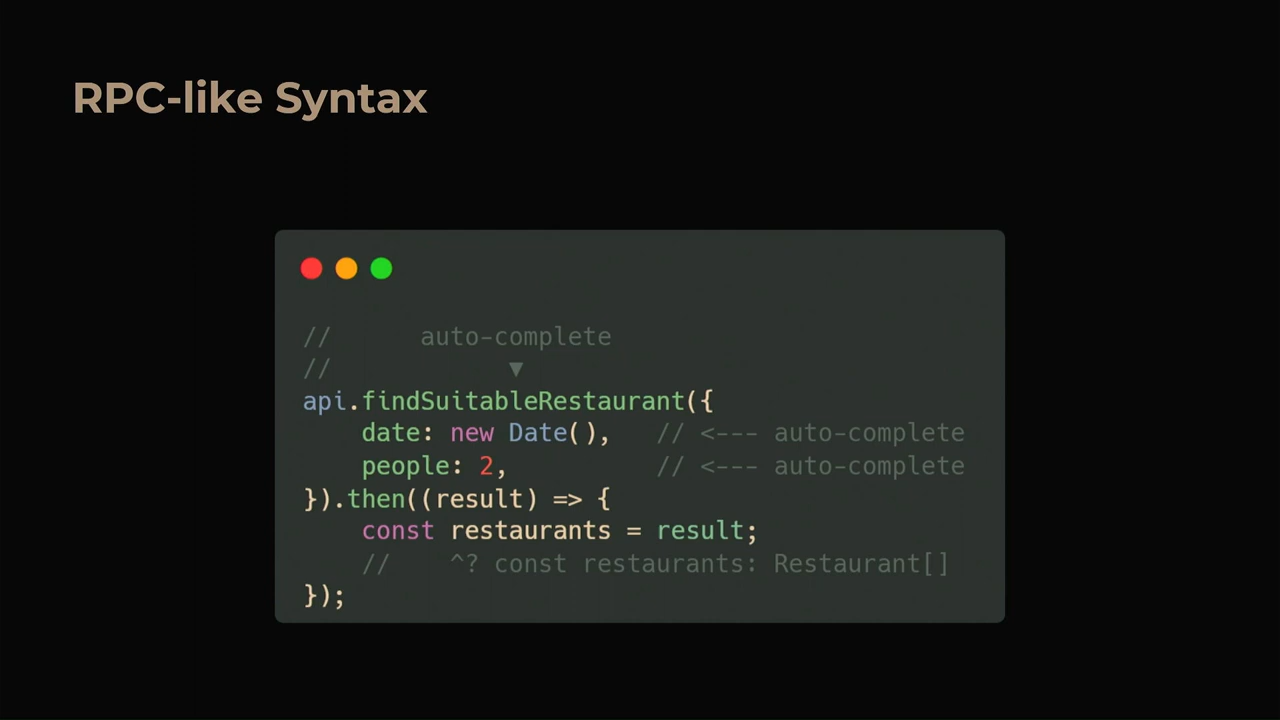 RPC-like Syntax
//      auto-complete
//            ▼
api.findSuitableRestaurant({
    date: new Date(),   // <--- auto-complete
    people: 2,          // <--- auto-complete
}).then((result) => {
    const restaurants = result;
    //    ^? const restaurants: Restaurant[]
});